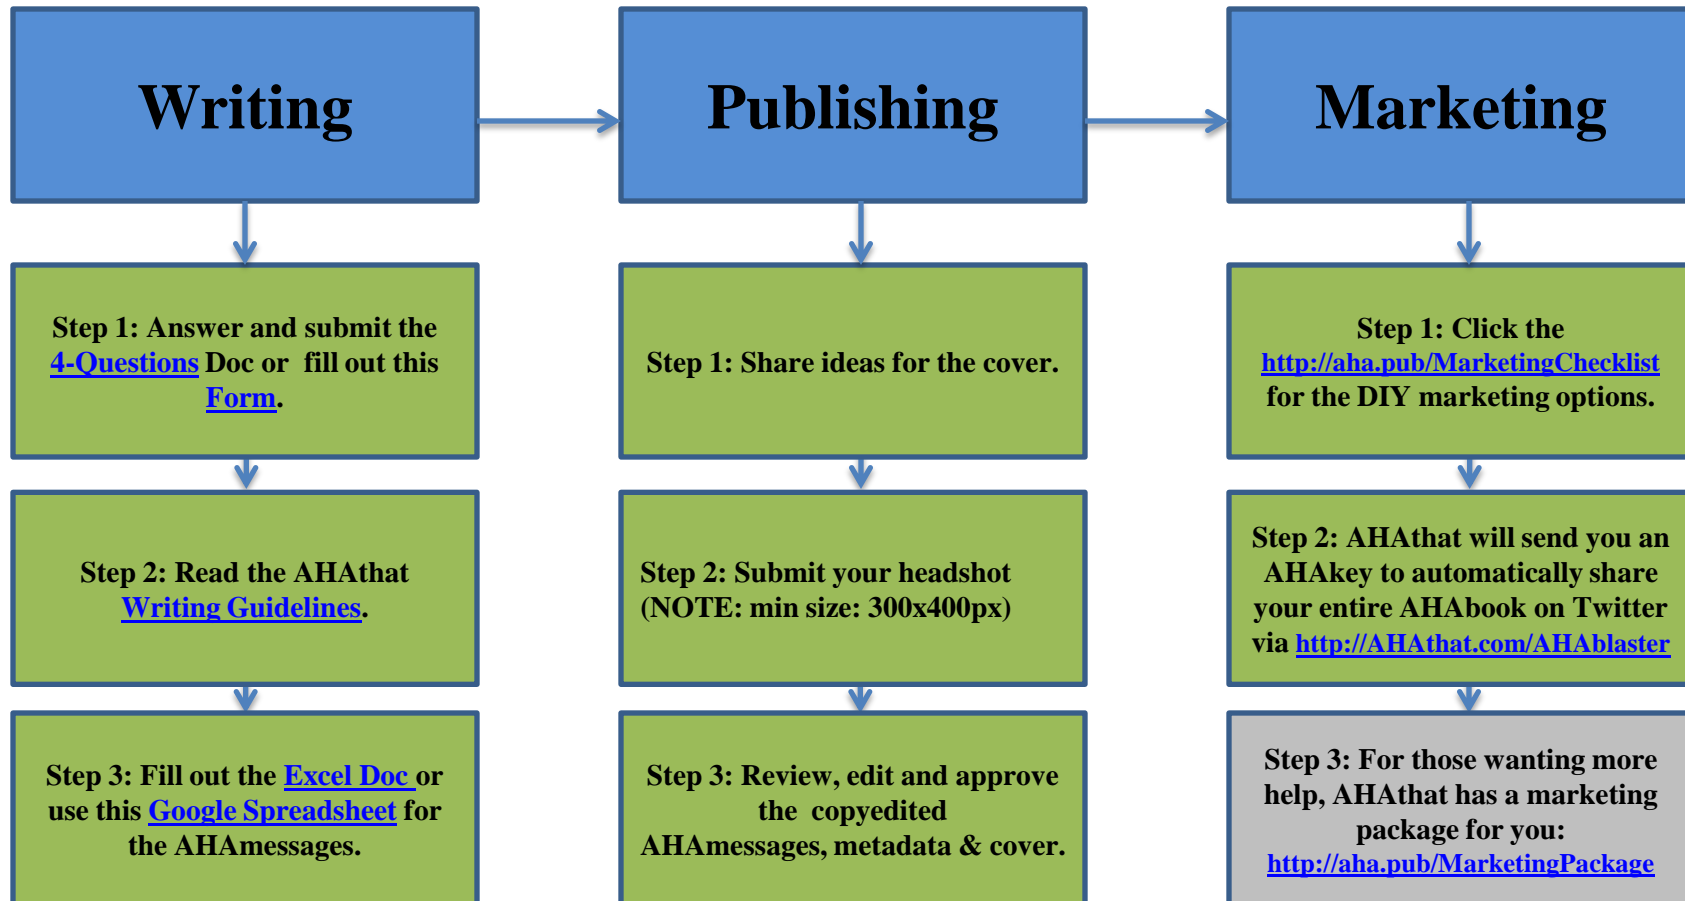 Writing
Publishing
Marketing
Step 1: Answer and submit the
4-Questions Doc or  fill out this
Form.
Step 1: Share ideas for the cover.
Step 1: Click the
http://aha.pub/MarketingChecklist
for the DIY marketing options.
Step 2: Read the AHAthat
Writing Guidelines.
Step 2: Submit your headshot
(NOTE: min size: 300x400px)
Step 2: AHAthat will send you an
AHAkey to automatically share
your entire AHAbook on Twitter
via http://AHAthat.com/AHAblaster
Step 3: Fill out the Excel Doc or
use this Google Spreadsheet for
the AHAmessages.
Step 3: Review, edit and approve
the  copyedited
AHAmessages, metadata & cover.
Step 3: For those wanting more
help, AHAthat has a marketing
package for you:
http://aha.pub/MarketingPackage